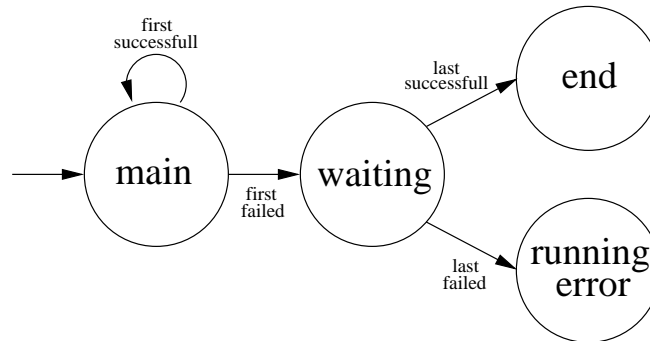 first
successfull
main
first
failed
waiting
last
successfull
end
last
failed
running
error